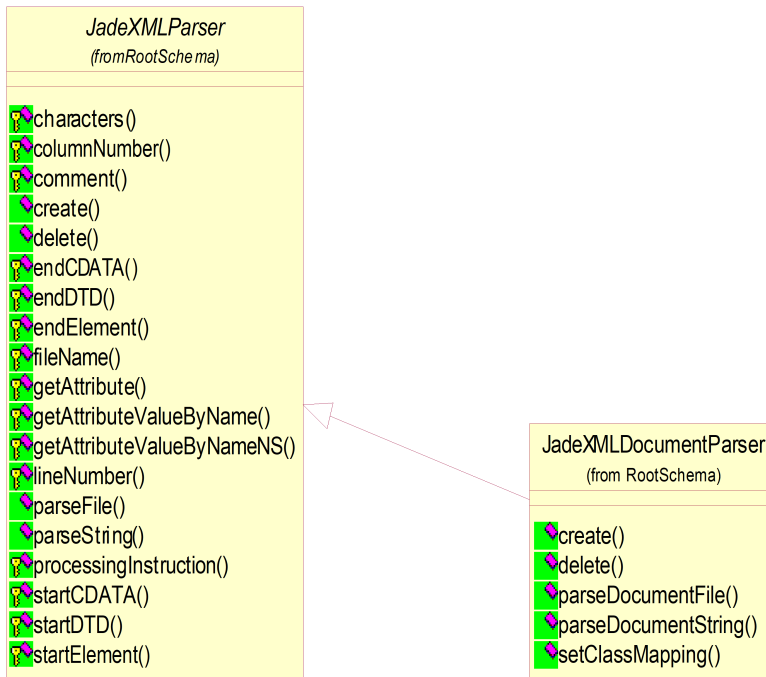 JadeXMLParser
(fromRootSchema)
characters()
columnNumber()
comment()
create()
delete()
endCDATA()
endDTD()
endElement()
fileName()
getAttribute()
getAttributeValueByName()
getAttributeValueByNameNS()
lineNumber()
parseFile()
parseString()
processingInstruction()
startCDATA()
startDTD()
startElement()
JadeXMLDocumentParser
(from RootSchema)
create()
delete()
parseDocumentFile()
parseDocumentString()
setClassMapping()